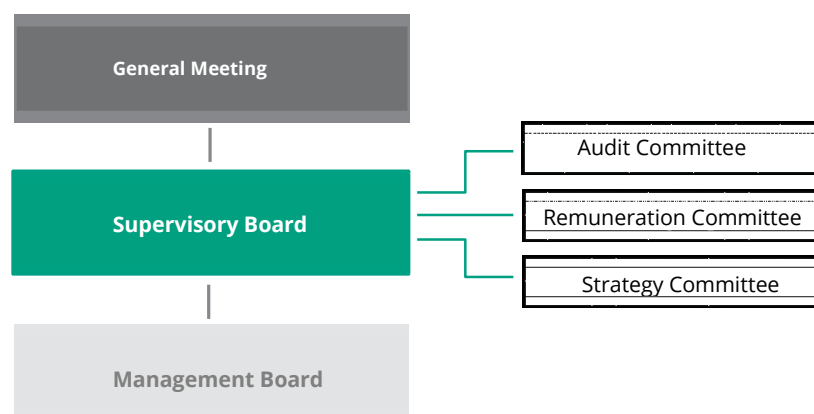 General Meeting
Audit Committee
Supervisory Board
Remuneration Committee
Strategy Committee
Management Board